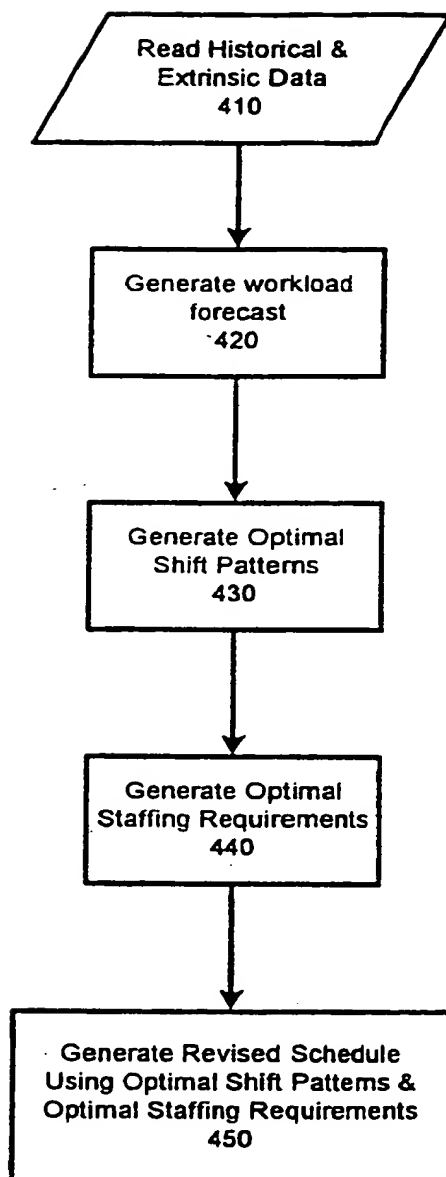 Read Historical &
Extrinsic Data
410
Generate workload
forecast
420
Generate Optimal
Shift Patterns
430
Generate Optimal
Staffing Requirements
440
Generate Revised Schedule
Using Optimal Shift Patterns &
Optimal Staffing Requirements
450